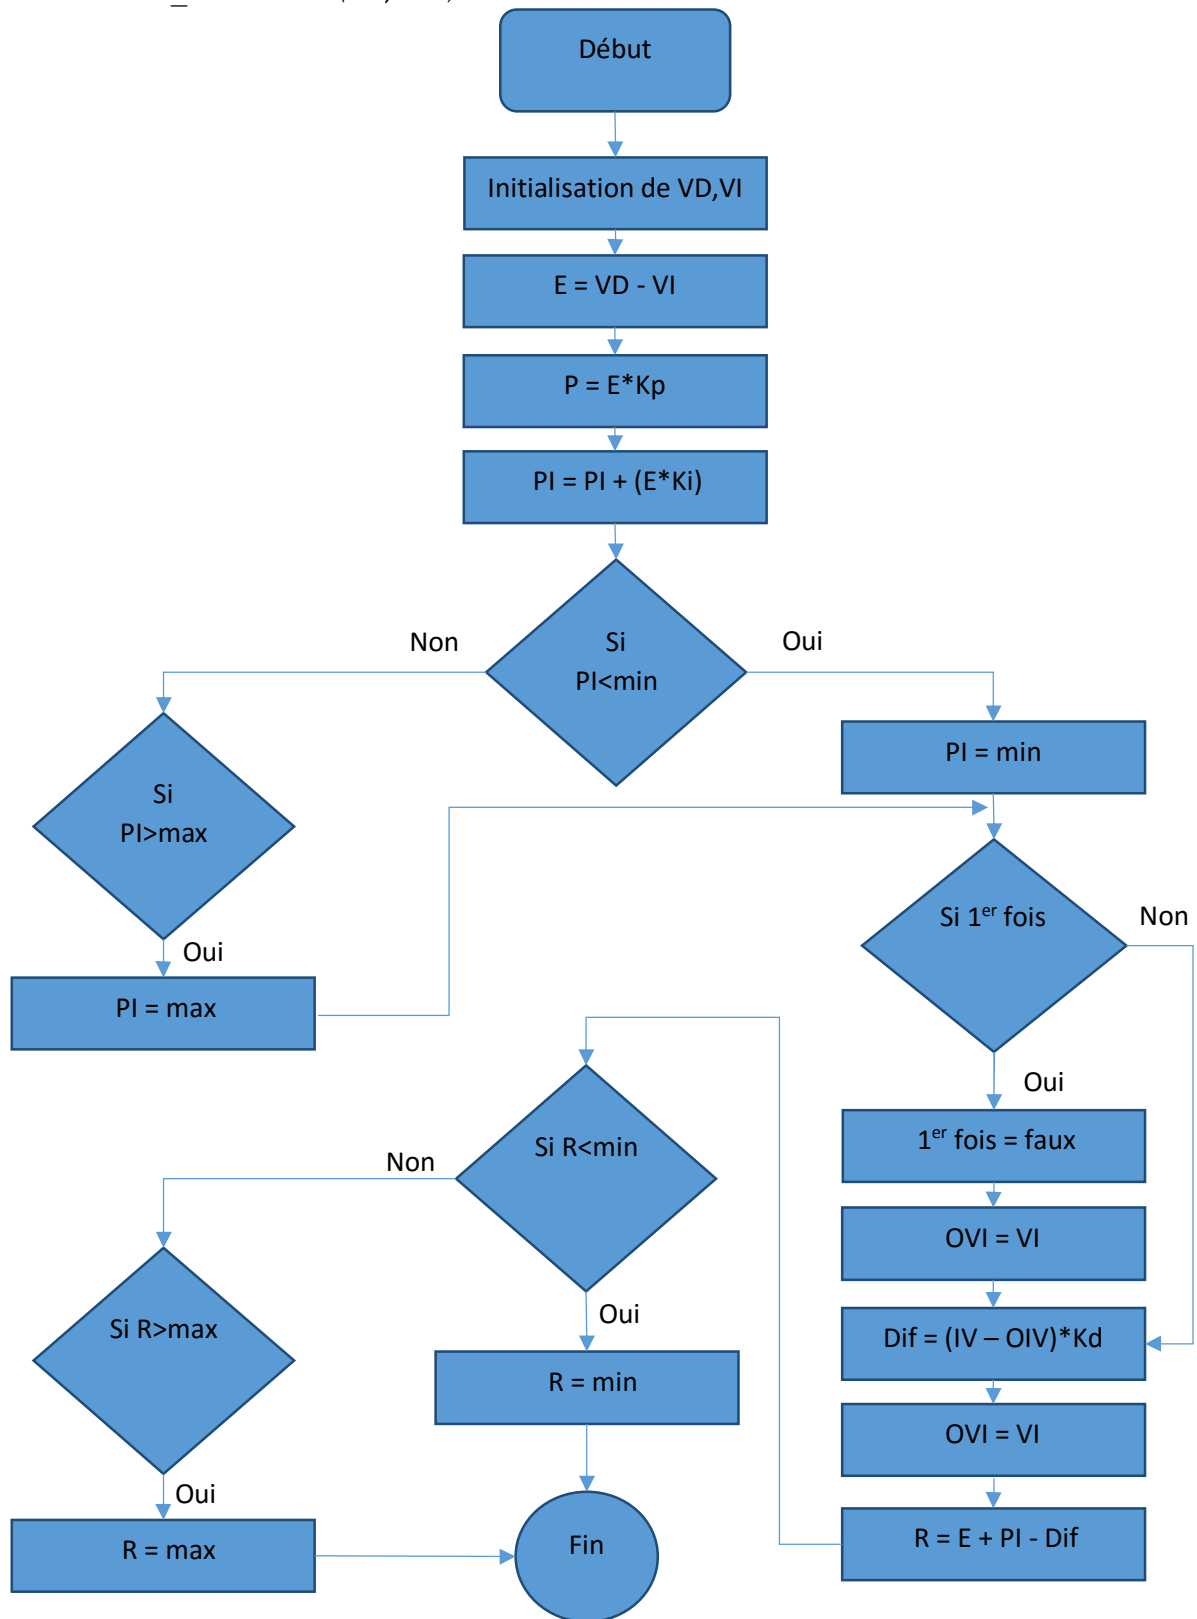 Début
Initialisation de VD,VI
E = VD - VI
P = E*Kp
PI = PI + (E*Ki)
Non
Si
PI<min
Oui
PI = min
Si
PI>max
Si 1er fois
Non
Oui
PI = max
Oui
1er fois = faux
Si R<min
Non
OVI = VI
Oui
Si R>max
Dif = (IV – OIV)*Kd
R = min
OVI = VI
Oui
R = max
Fin
R = E + PI - Dif